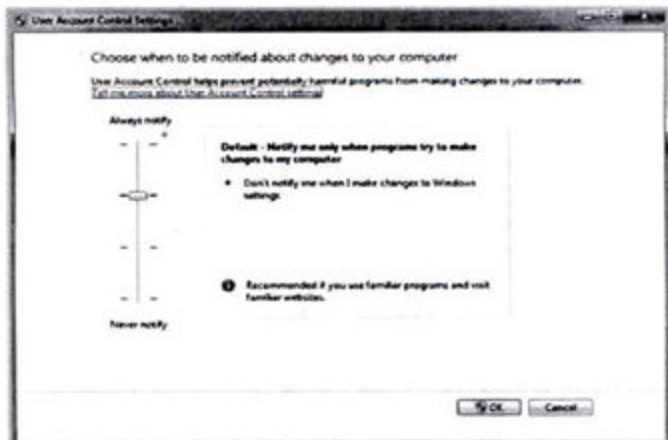 User Account Control Settings
Choose when to be notified about changes to your computer
User Account Control helps prevent potentially harmful programs from making changes to your computer.
Tell me more about User Account Control settings
Always notify
Default - Notify me only when programs try to make
changes to my computer
• Don't notify me when I make changes to Windows
settings
Recommended if you use familiar programs and visit
familiar websites.
Never notify
OK
Cancel